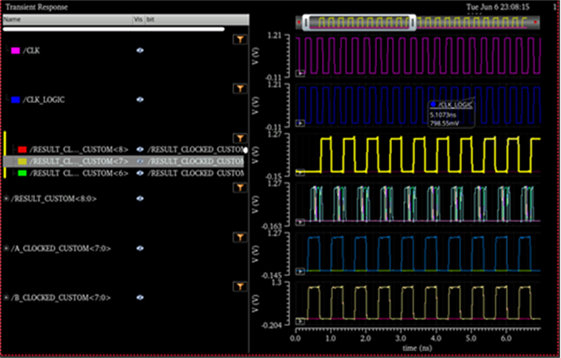 Transient Response
Tue Jun 6 23:08:15 1
Name Vis bit
/CLK
/CLK_LOGIC
/RESULT_CL..._CUSTOM<8> RESULT_CLOCKED_CUSTO
/RESULT_CL..._CUSTOM<7> RESULT_CLOCKED_CUSTOM
/RESULT_CL..._CUSTOM<6> RESULT_CLOCKED_CUSTOM
/RESULT_CUSTOM<8:0>
/A_CLOCKED_CUSTOM<7:0>
/B_CLOCKED_CUSTOM<7:0>
1.21
V (V)
-0.11
1.21
V (V)
-0.11
/CLK_LOGIC
5.1073ns
798.55mV
1.27
V (V)
-0.15
1.27
V (V)
-0.163
1.27
V (V)
-0.145
1.3
V (V)
-0.204
0.0 1.0 2.0 3.0 4.0 5.0 6.0
time (ns)